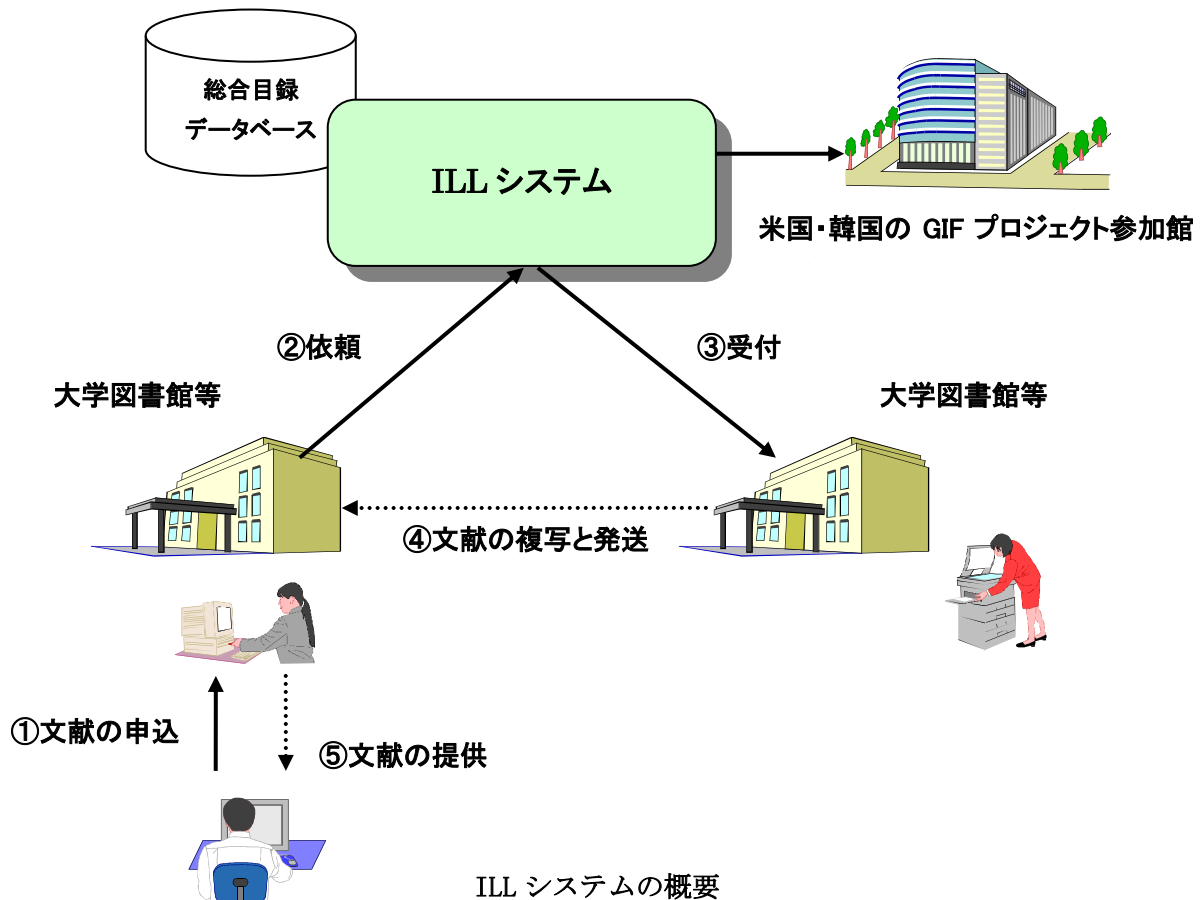 総合目録
データベース
ILL システム
米国・韓国の GIF プロジェクト参加館
②依頼
③受付
大学図書館等
大学図書館等
④文献の複写と発送
①文献の申込
⑤文献の提供
ILL システムの概要